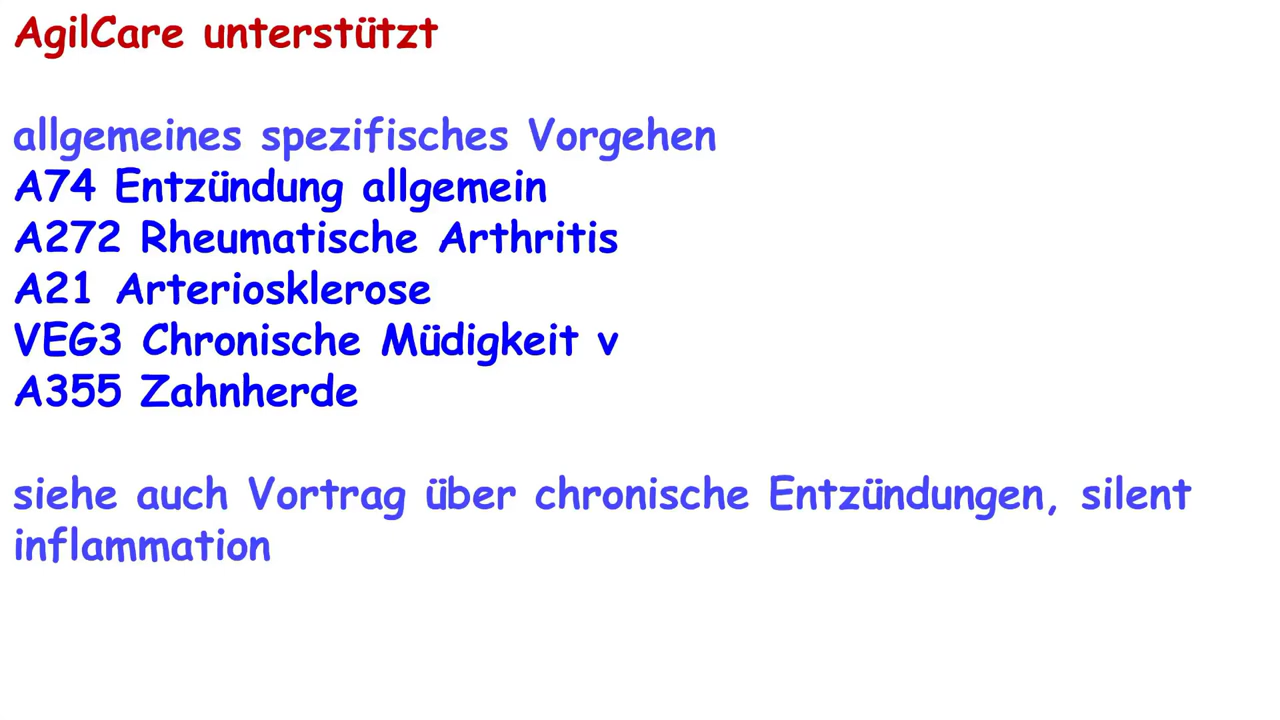 AgilCare unterstützt
allgemeines spezifisches Vorgehen
A74 Entzündung allgemein
A272 Rheumatische Arthritis
A21 Arteriosklerose
VEG3 Chronische Müdigkeit v
A355 Zahnherde
siehe auch Vortrag über chronische Entzündungen, silent
inflammation